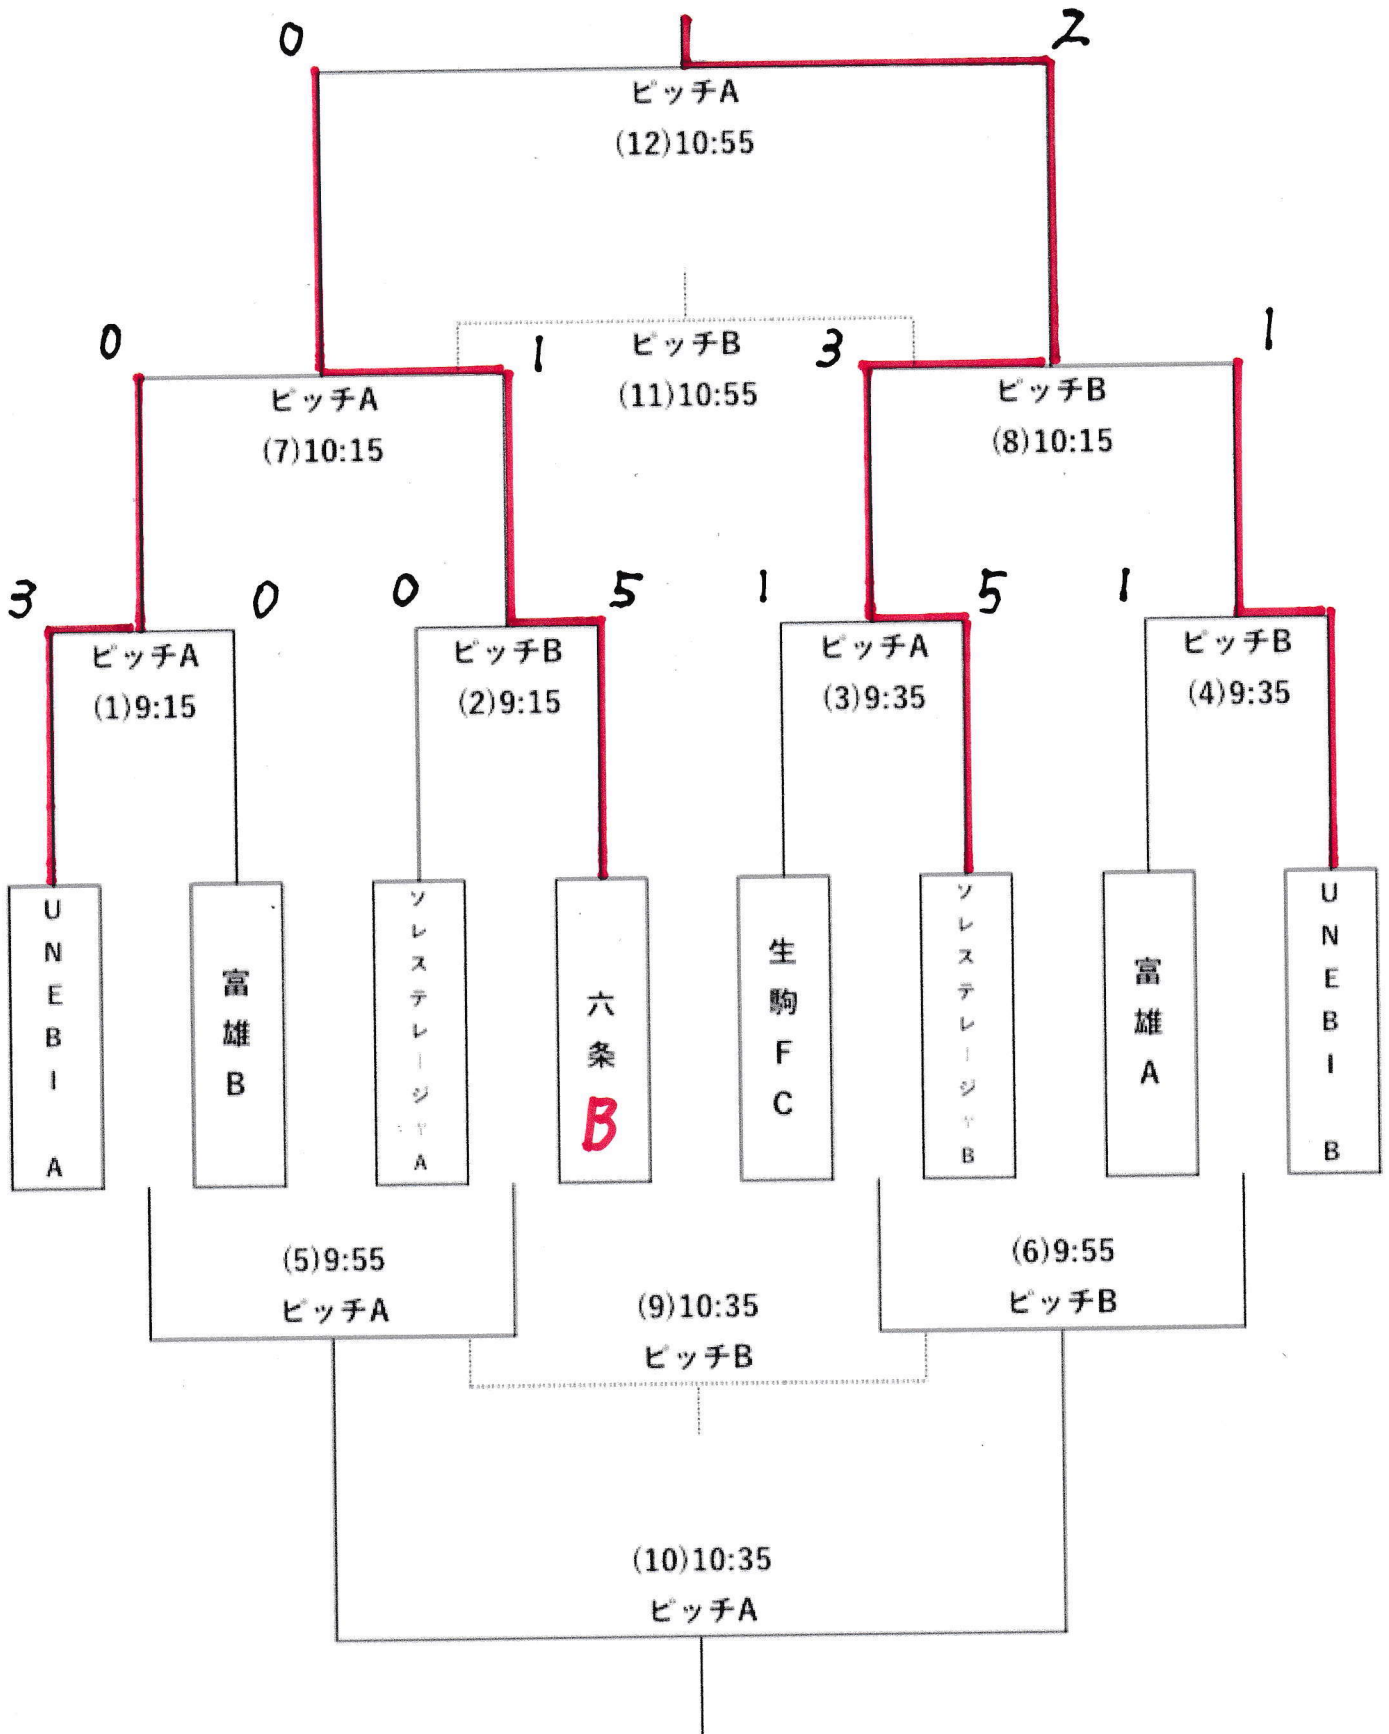 0 2
ピッチA
(12)10:55
0 1 3 1
ピッチB
(11)10:55
ピッチA
(7)10:15
ピッチB
(8)10:15
3 0 0 5 1 5 1
ピッチA
(1)9:15
ピッチB
(2)9:15
ピッチA
(3)9:35
ピッチB
(4)9:35
UNEBI A
富雄B
ソレステレージャA
六条B
生駒FC
ソレステレージャB
富雄A
UNEBI B
(5)9:55
ピッチA
(6)9:55
ピッチB
(9)10:35
ピッチB
(10)10:35
ピッチA